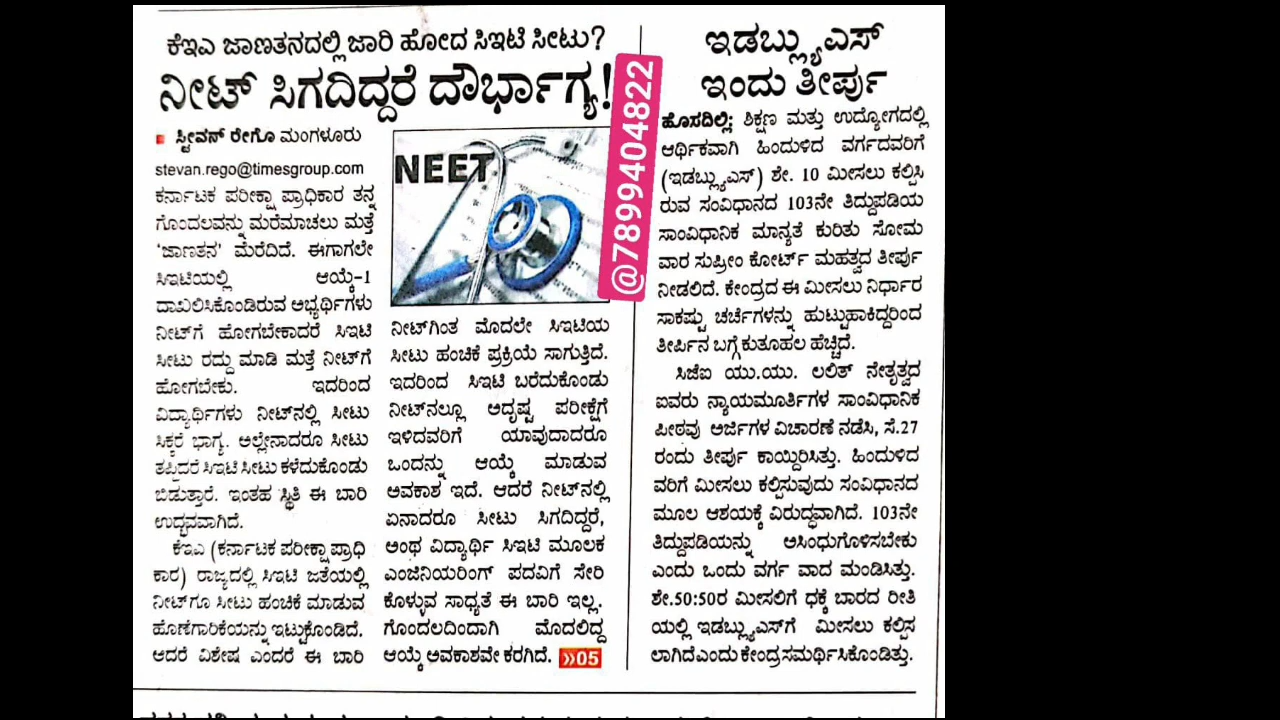 ಕೆಇಎ ಜಾಣತನದಲ್ಲಿ ಜಾರಿ ಹೋದ ಸಿಇಟಿ ಸೀಟು?
ನೀಟ್ ಸಿಗದಿದ್ದರೆ ದೌರ್ಭಾಗ್ಯ!
■ ಸ್ಟೀವನ್ ರೇಗೊ ಮಂಗಳೂರು
stevan.rego@timesgroup.com
ಕರ್ನಾಟಕ ಪರೀಕ್ಷಾ ಪ್ರಾಧಿಕಾರ ತನ್ನ
ಗೊಂದಲವನ್ನು ಮರೆಮಾಚಲು ಮತ್ತೆ
'ಜಾಣತನ' ಮೆರೆದಿದೆ. ಈಗಾಗಲೇ
ಸಿಇಟಿಯಲ್ಲಿ ಆಯ್ಕೆ-1
ದಾಖಲಿಸಿಕೊಂಡಿರುವ ಅಭ್ಯರ್ಥಿಗಳು
ನೀಟ್‌ಗೆ ಹೋಗಬೇಕಾದರೆ ಸಿಇಟಿ
ಸೀಟು ರದ್ದು ಮಾಡಿ ಮತ್ತೆ ನೀಟ್‌ಗೆ
ಹೋಗಬೇಕು. ಇದರಿಂದ
ವಿದ್ಯಾರ್ಥಿಗಳು ನೀಟ್‌ನಲ್ಲಿ ಸೀಟು
ಸಿಕ್ಕರೆ ಭಾಗ್ಯ. ಅಲ್ಲೇನಾದರೂ ಸೀಟು
ತಪ್ಪಿದರೆ ಸಿಇಟಿ ಸೀಟು ಕಳೆದುಕೊಂಡು
ಬಿಡುತ್ತಾರೆ. ಇಂತಹ ಸ್ಥಿತಿ ಈ ಬಾರಿ
ಉದ್ಭವವಾಗಿದೆ.
ಕೆಇಎ (ಕರ್ನಾಟಕ ಪರೀಕ್ಷಾ ಪ್ರಾಧಿ
ಕಾರ) ರಾಜ್ಯದಲ್ಲಿ ಸಿಇಟಿ ಜತೆಯಲ್ಲಿ
ನೀಟ್‌ಗೂ ಸೀಟು ಹಂಚಿಕೆ ಮಾಡುವ
ಹೊಣೆಗಾರಿಕೆಯನ್ನು ಇಟ್ಟುಕೊಂಡಿದೆ.
ಆದರೆ ವಿಶೇಷ ಎಂದರೆ ಈ ಬಾರಿ
NEET
ನೀಟ್‌ಗಿಂತ ಮೊದಲೇ ಸಿಇಟಿಯ
ಸೀಟು ಹಂಚಿಕೆ ಪ್ರಕ್ರಿಯೆ ಸಾಗುತ್ತಿದೆ.
ಇದರಿಂದ ಸಿಇಟಿ ಬರೆದುಕೊಂಡು
ನೀಟ್‌ನಲ್ಲೂ ಅದೃಷ್ಟ ಪರೀಕ್ಷೆಗೆ
ಇಳಿದವರಿಗೆ ಯಾವುದಾದರೂ
ಒಂದನ್ನು ಆಯ್ಕೆ ಮಾಡುವ
ಅವಕಾಶ ಇದೆ. ಆದರೆ ನೀಟ್‌ನಲ್ಲಿ
ಏನಾದರೂ ಸೀಟು ಸಿಗದಿದ್ದರೆ,
ಅಂಥ ವಿದ್ಯಾರ್ಥಿ ಸಿಇಟಿ ಮೂಲಕ
ಎಂಜಿನಿಯರಿಂಗ್ ಪದವಿಗೆ ಸೇರಿ
ಕೊಳ್ಳುವ ಸಾಧ್ಯತೆ ಈ ಬಾರಿ ಇಲ್ಲ.
ಗೊಂದಲದಿಂದಾಗಿ ಮೊದಲಿದ್ದ
ಆಯ್ಕೆ ಅವಕಾಶವೇ ಕರಗಿದೆ. »05
@7899404822
ಇಡಬ್ಲ್ಯುಎಸ್
ಇಂದು ತೀರ್ಪು
ಹೊಸದಿಲ್ಲಿ: ಶಿಕ್ಷಣ ಮತ್ತು ಉದ್ಯೋಗದಲ್ಲಿ
ಆರ್ಥಿಕವಾಗಿ ಹಿಂದುಳಿದ ವರ್ಗದವರಿಗೆ
(ಇಡಬ್ಲ್ಯುಎಸ್) ಶೇ. 10 ಮೀಸಲು ಕಲ್ಪಿಸಿ
ರುವ ಸಂವಿಧಾನದ 103ನೇ ತಿದ್ದುಪಡಿಯ
ಸಾಂವಿಧಾನಿಕ ಮಾನ್ಯತೆ ಕುರಿತು ಸೋಮ
ವಾರ ಸುಪ್ರೀಂ ಕೋರ್ಟ್ ಮಹತ್ವದ ತೀರ್ಪು
ನೀಡಲಿದೆ. ಕೇಂದ್ರದ ಈ ಮೀಸಲು ನಿರ್ಧಾರ
ಸಾಕಷ್ಟು ಚರ್ಚೆಗಳನ್ನು ಹುಟ್ಟುಹಾಕಿದ್ದರಿಂದ
ತೀರ್ಪಿನ ಬಗ್ಗೆ ಕುತೂಹಲ ಹೆಚ್ಚಿದೆ.
ಸಿಜೆಐ ಯು.ಯು. ಲಲಿತ್ ನೇತೃತ್ವದ
ಐವರು ನ್ಯಾಯಮೂರ್ತಿಗಳ ಸಾಂವಿಧಾನಿಕ
ಪೀಠವು ಅರ್ಜಿಗಳ ವಿಚಾರಣೆ ನಡೆಸಿ, ಸೆ.27
ರಂದು ತೀರ್ಪು ಕಾಯ್ದಿರಿಸಿತ್ತು. ಹಿಂದುಳಿದ
ವರಿಗೆ ಮೀಸಲು ಕಲ್ಪಿಸುವುದು ಸಂವಿಧಾನದ
ಮೂಲ ಆಶಯಕ್ಕೆ ವಿರುದ್ಧವಾಗಿದೆ. 103ನೇ
ತಿದ್ದುಪಡಿಯನ್ನು ಅಸಿಂಧುಗೊಳಿಸಬೇಕು
ಎಂದು ಒಂದು ವರ್ಗ ವಾದ ಮಂಡಿಸಿತ್ತು.
ಶೇ.50:50ರ ಮೀಸಲಿಗೆ ಧಕ್ಕೆ ಬಾರದ ರೀತಿ
ಯಲ್ಲಿ ಇಡಬ್ಲ್ಯುಎಸ್‌ಗೆ ಮೀಸಲು ಕಲ್ಪಿಸ
ಲಾಗಿದೆ ಎಂದು ಕೇಂದ್ರ ಸಮರ್ಥಿಸಿಕೊಂಡಿತ್ತು.